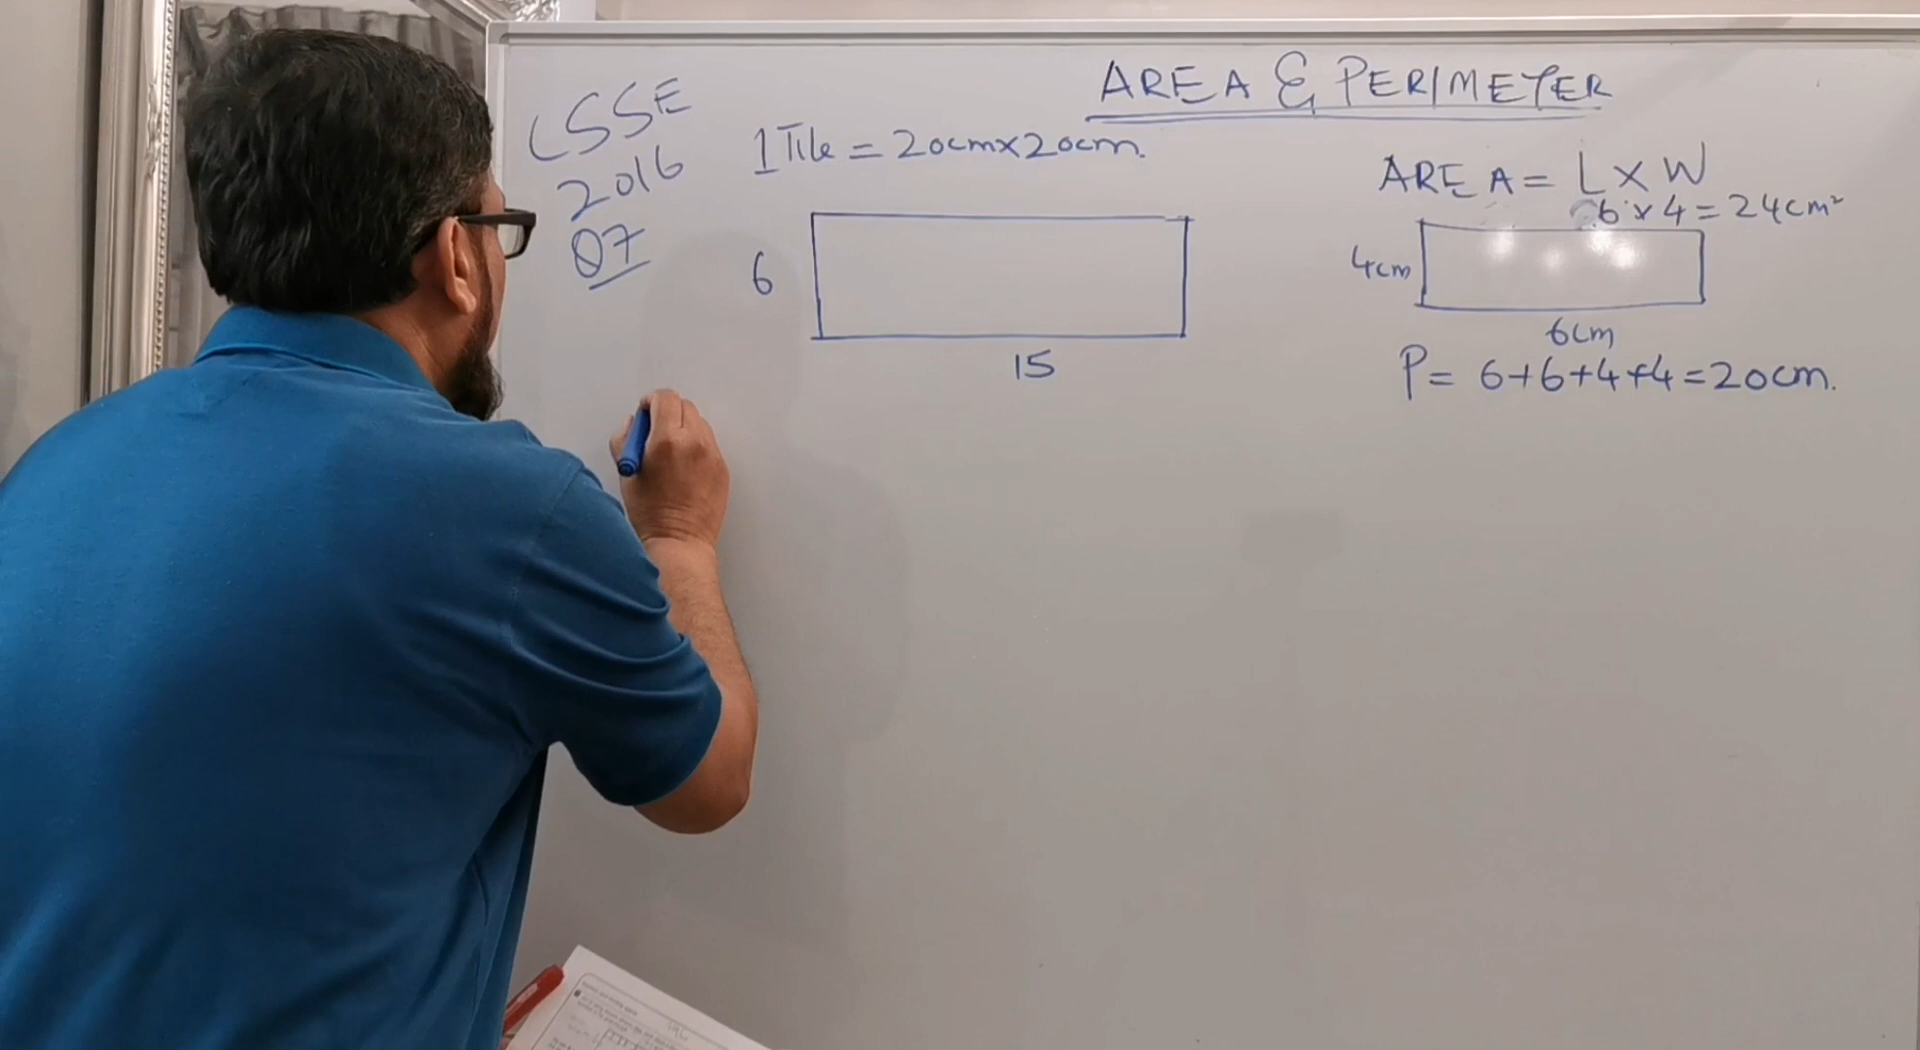 AREA & PERIMETER
CSSE
2016
Q7
1 Tile = 20cm x 20cm.
6
15
AREA = L X W
6 x 4 = 24cm²
4cm
6cm
P = 6+6+4+4 = 20cm.